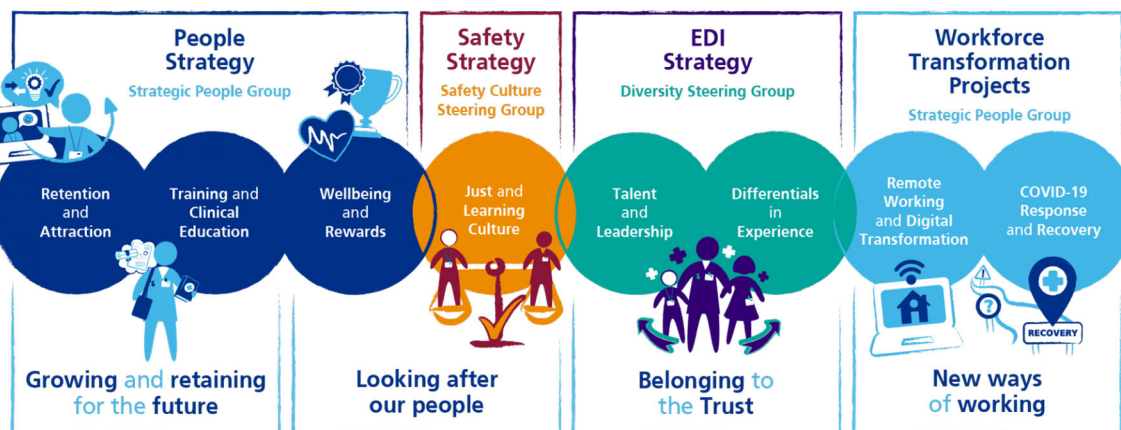 People
Strategy
Strategic People Group
Safety
Strategy
Safety Culture
Steering Group
EDI
Strategy
Diversity Steering Group
Workforce
Transformation
Projects
Strategic People Group
Retention
and
Attraction
Training and
Clinical
Education
Wellbeing
and
Rewards
Just and
Learning
Culture
Talent
and
Leadership
Differentials
in
Experience
Remote
Working
and Digital
Transformation
COVID-19
Response
and Recovery
?
!
RECOVERY
Growing and retaining
for the future
Looking after
our people
Belonging to
the Trust
New ways
of working